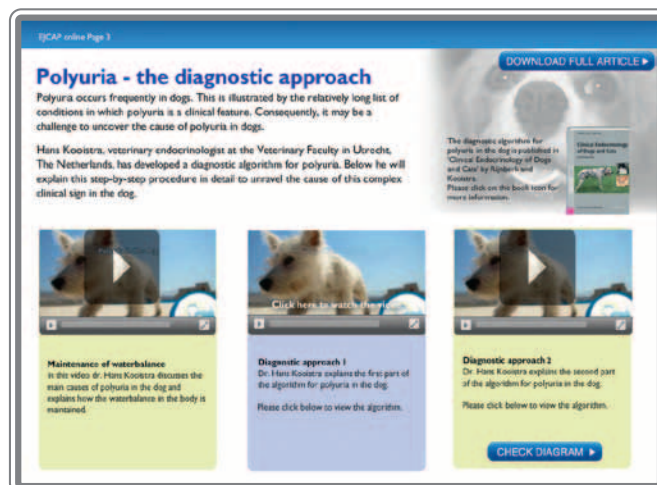 EJCAP online Page 3
DOWNLOAD FULL ARTICLE
Polyuria - the diagnostic approach
Polyuria occurs frequently in dogs. This is illustrated by the relatively long list of
conditions in which polyuria is a clinical feature. Consequently, it may be a
challenge to uncover the cause of polyuria in dogs.
Hans Kooistra, veterinary endocrinologist at the Veterinary Faculty in Utrecht,
The Netherlands, has developed a diagnostic algorithm for polyuria. Below he will
explain this step-by-step procedure in detail to unravel the cause of this complex
clinical sign in the dog.
The diagnostic algorithm for
polyuria in the dog is published in
'Clinical Endocrinology of Dogs
and Cats' by Rijnberk and
Kooistra.
Please click on the book icon for
more information.
Clinical Endocrinology
of Dogs and Cats
Click here to watch the
Maintenance of waterbalance
in this video dr. Hans Kooistra discusses the
main causes of polyuria in the dog and
explains how the waterbalance in the body is
maintained.
Diagnostic approach 1
Dr. Hans Kooistra explains the first part of
the algorithm for polyuria in the dog.
Please click below to view the algorithm.
Diagnostic approach 2
Dr. Hans Kooistra explains the second part
of the algorithm for polyuria in the dog.
Please click below to view the algorithm.
CHECK DIAGRAM